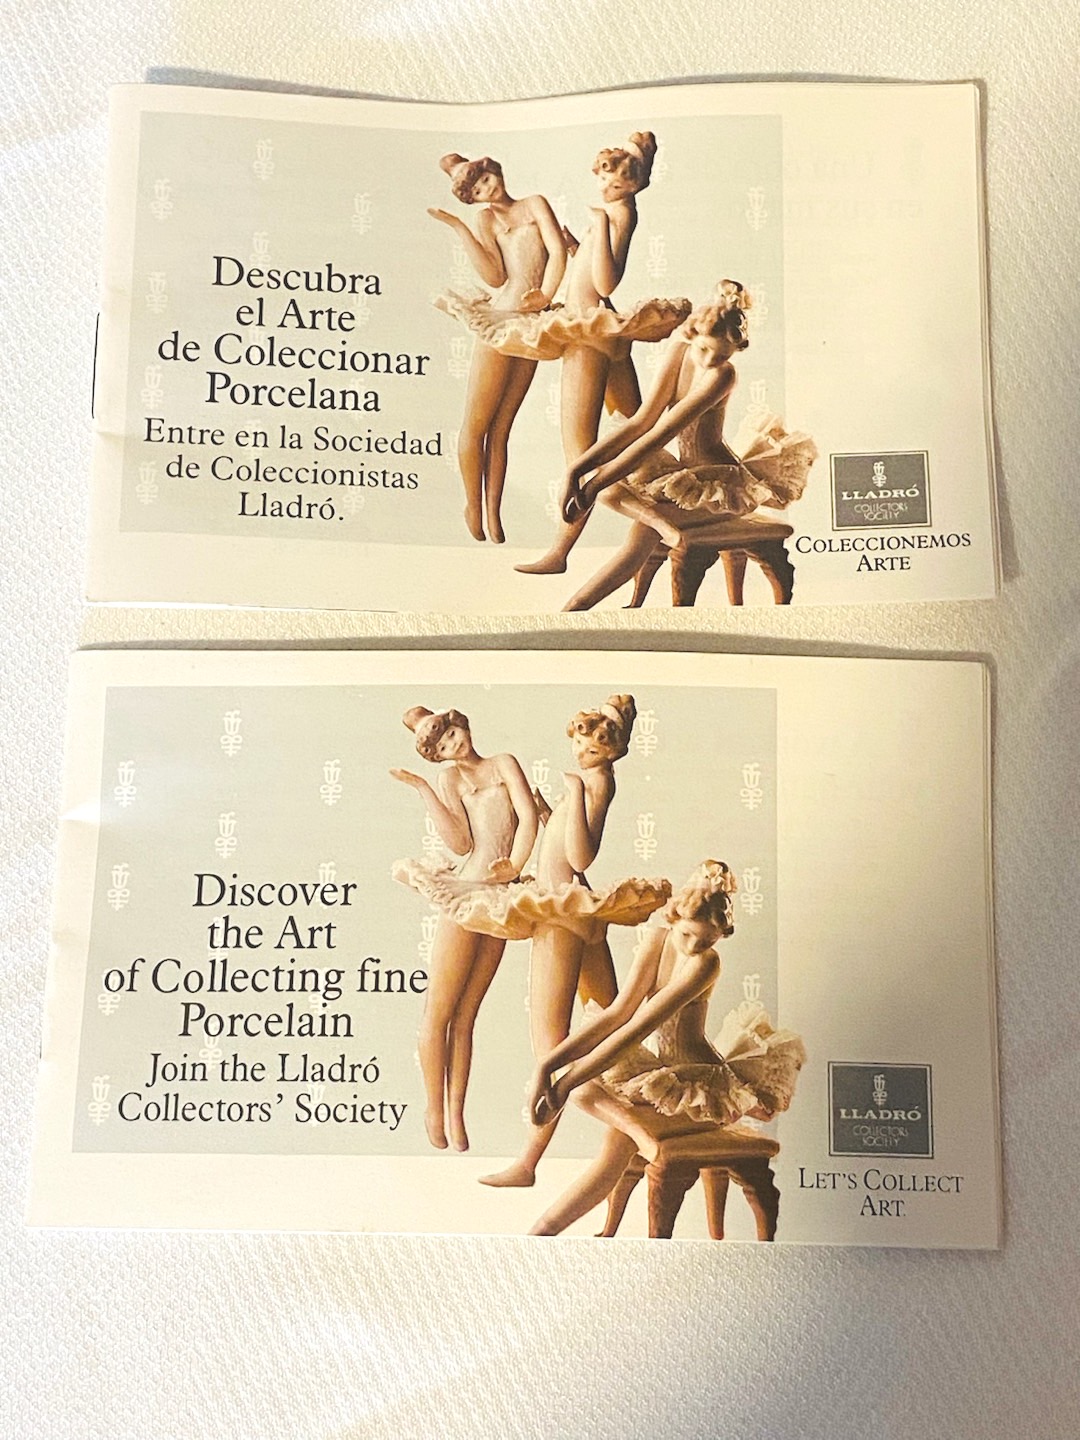 Descubra
el Arte
de Coleccionar
Porcelana
Entre en la Sociedad
de Coleccionistas
Lladró.
LLADRÓ
COLLECTORS
SOCIETY
COLECCIONEMOS
ARTE
Discover
the Art
of Collecting fine
Porcelain
Join the Lladró
Collectors' Society
LLADRÓ
COLLECTORS
SOCIETY
LET'S COLLECT
ART.